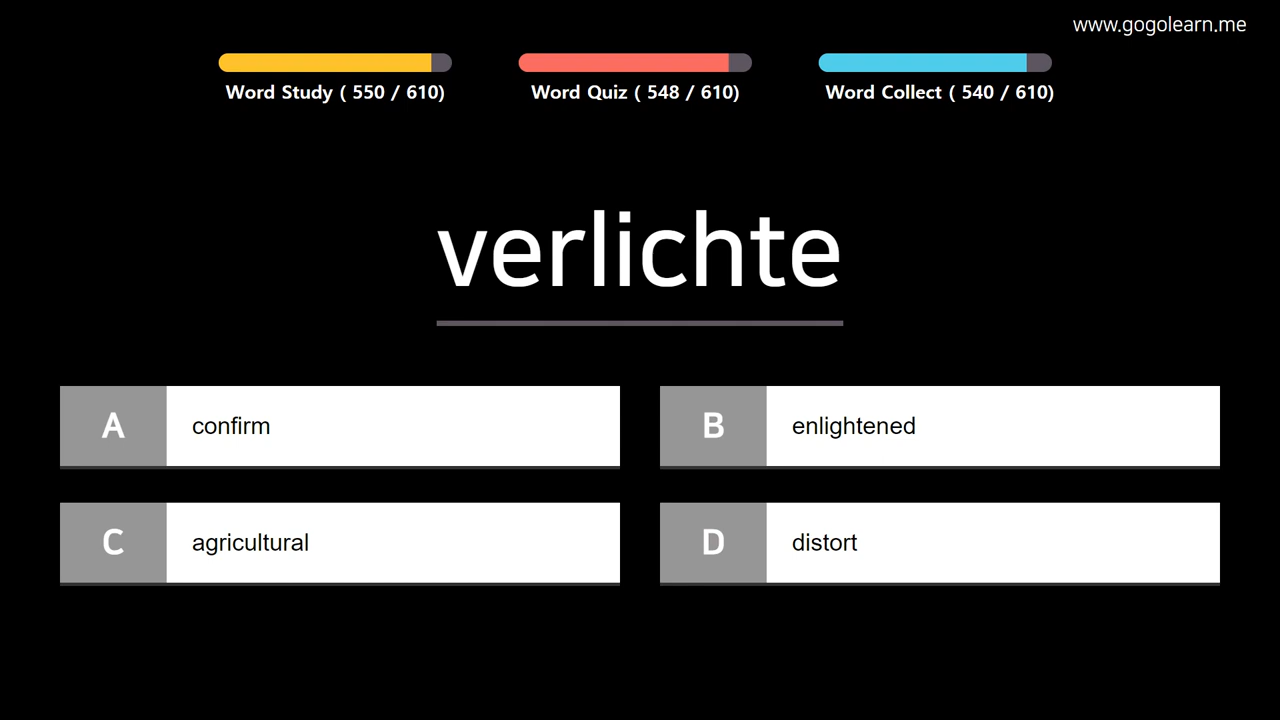 www.gogolearn.me
Word Study ( 550 / 610)
Word Quiz ( 548 / 610)
Word Collect ( 540 / 610)
verlichte
A confirm
B enlightened
C agricultural
D distort